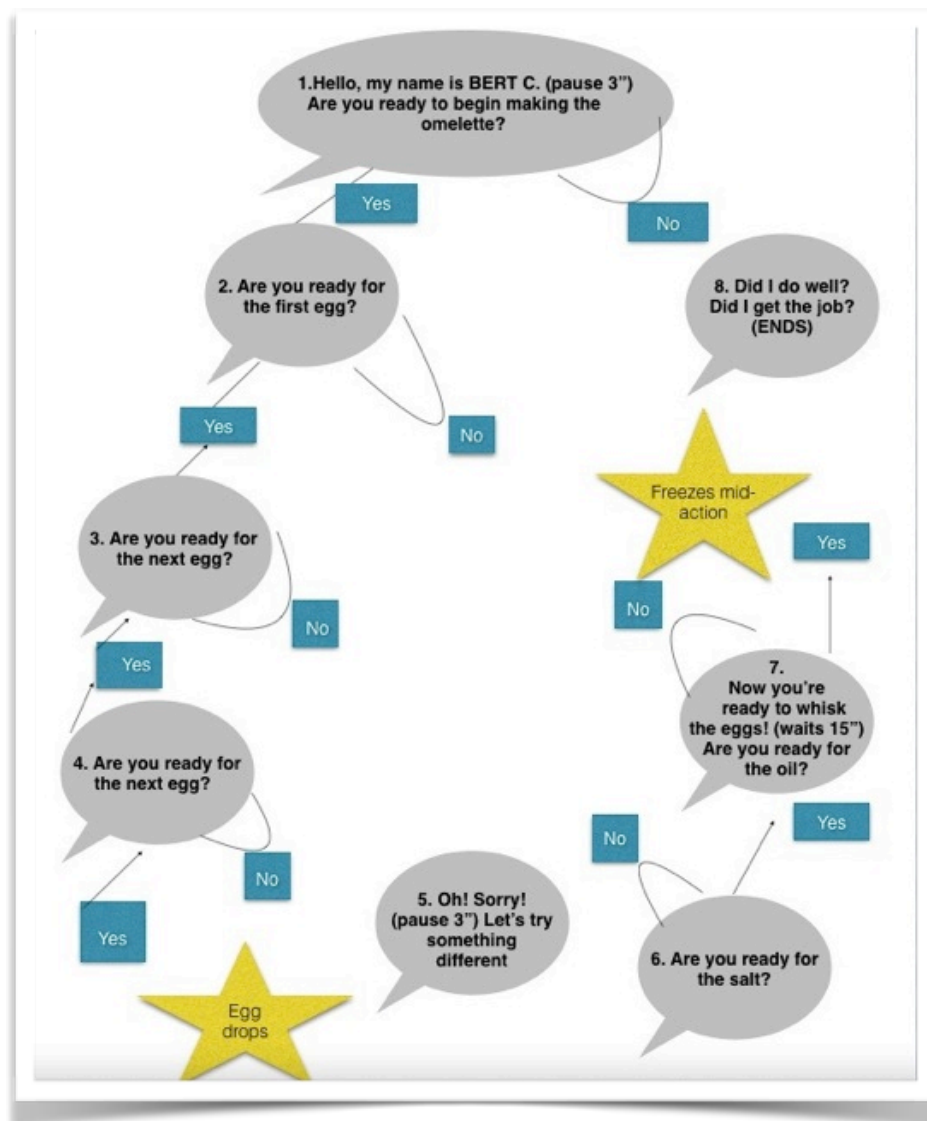 1.Hello, my name is BERT C. (pause 3”)
Are you ready to begin making the
omelette?
Yes
No
2. Are you ready for
the first egg?
Yes
No
3. Are you ready for
the next egg?
Yes
No
4. Are you ready for
the next egg?
Yes
No
Egg
drops
5. Oh! Sorry!
(pause 3”) Let’s try
something
different
6. Are you ready for
the salt?
No
Yes
7.
Now you’re
ready to whisk
the eggs! (waits 15”)
Are you ready for
the oil?
No
Yes
Freezes mid-
action
8. Did I do well?
Did I get the job?
(ENDS)